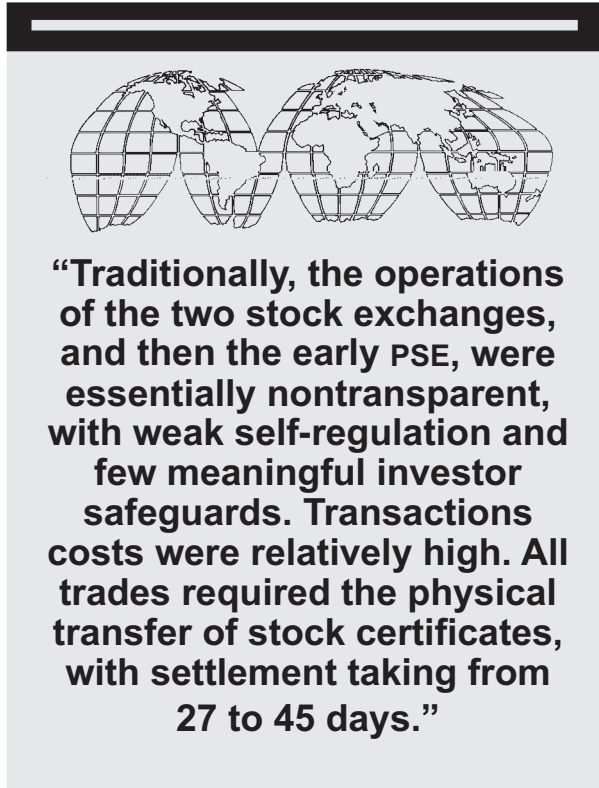 “Traditionally, the operations
of the two stock exchanges,
and then the early PSE, were
essentially nontransparent,
with weak self-regulation and
few meaningful investor
safeguards. Transactions
costs were relatively high. All
trades required the physical
transfer of stock certificates,
with settlement taking from
27 to 45 days.”